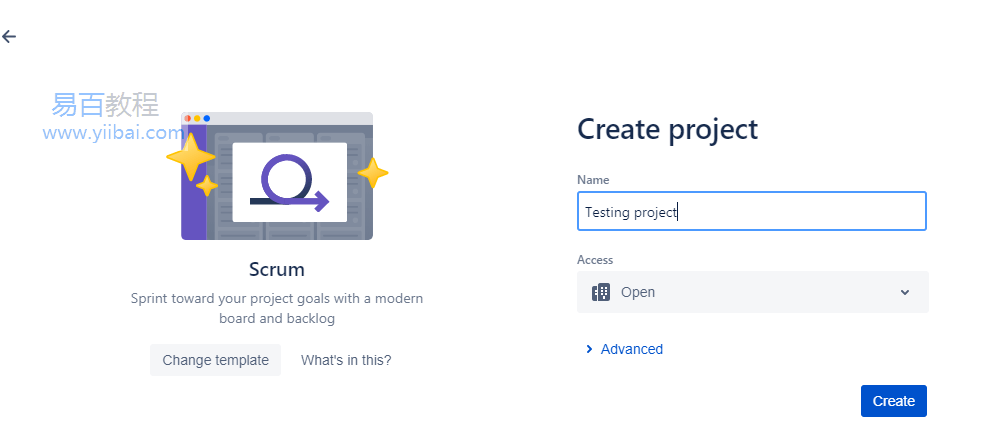 易百教程
www.yiibai.com
Scrum
Sprint toward your project goals with a modern
board and backlog
Change template
What's in this?
Create project
Name
Testing project
Access
Open
Advanced
Create